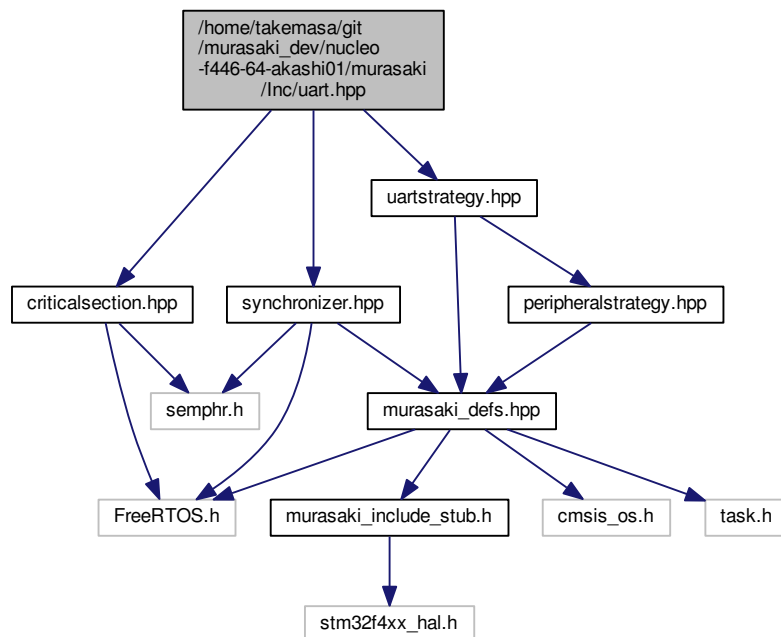 /home/takemasa/git
/murasaki_dev/nucleo
-f446-64-akashi01/murasaki
/Inc/uart.hpp
uartstrategy.hpp
criticalsection.hpp
synchronizer.hpp
peripheralstrategy.hpp
semphr.h
murasaki_defs.hpp
FreeRTOS.h
murasaki_include_stub.h
cmsis_os.h
task.h
stm32f4xx_hal.h